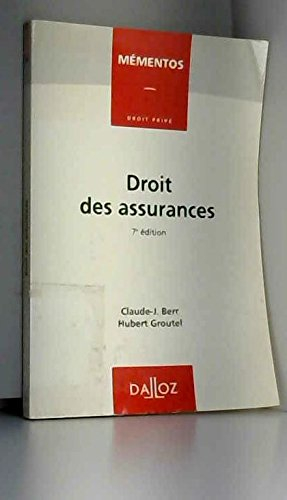 MÉMENTOS
DROIT PRIVÉ
Droit
des assurances
7e édition
Claude-J. Berr
Hubert Groutel
DALLOZ